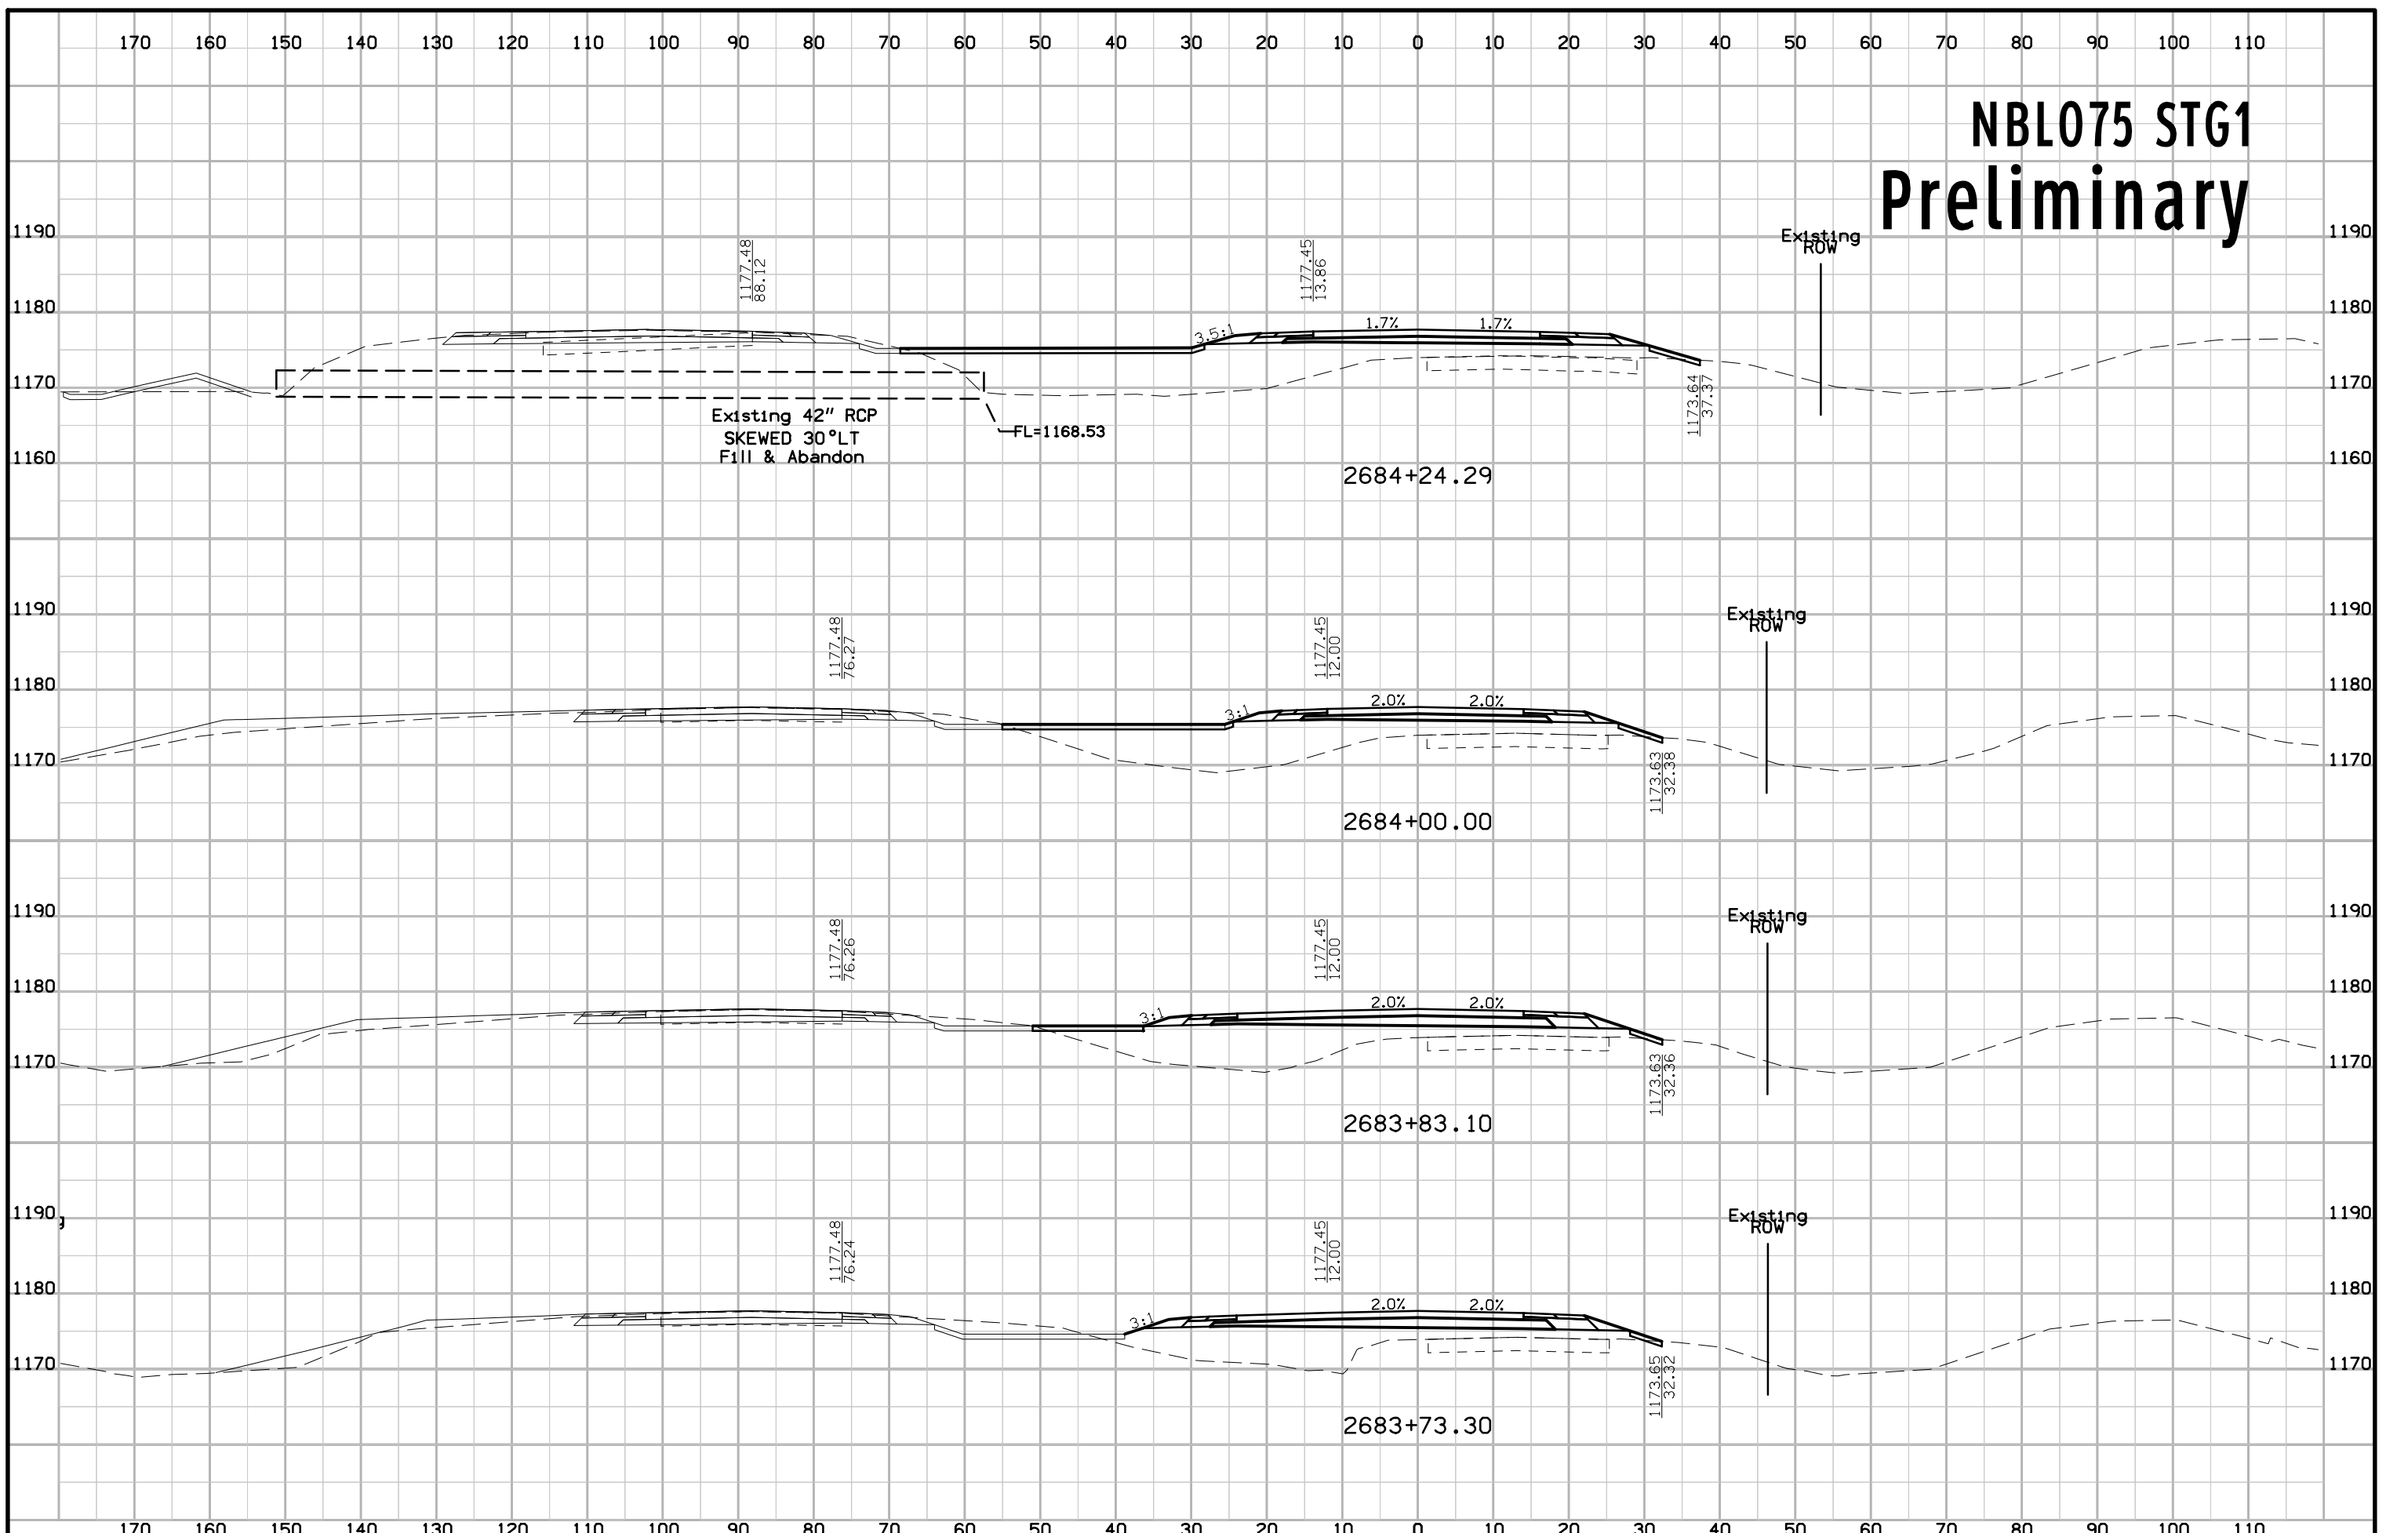 170 160 150 140 130 120 110 100 90 80 70 60 50 40 30 20 10 0 10 20 30 40 50 60 70 80 90 100 110
NBL075 STG1
Preliminary
1190 1190
Existing
ROW
1177.48
88.12
1177.45
13.86
1180 1180
3.5:1 1.7% 1.7%
1170 1170
1173.64
37.37
Existing 42" RCP
SKEWED 30°LT
Fill & Abandon
FL=1168.53
1160 1160
2684+24.29
1190 1190
Existing
ROW
1177.48
76.27
1177.45
12.00
1180 1180
3:1 2.0% 2.0%
1170 1170
1173.63
32.38
2684+00.00
1190 1190
Existing
ROW
1177.48
76.26
1177.45
12.00
1180 1180
3:1 2.0% 2.0%
1170 1170
1173.63
32.36
2683+83.10
1190 1190
g
Existing
ROW
1177.48
76.24
1177.45
12.00
1180 1180
3:1 2.0% 2.0%
1170 1170
1173.65
32.32
2683+73.30
170 160 150 140 130 120 110 100 90 80 70 60 50 40 30 20 10 0 10 20 30 40 50 60 70 80 90 100 110